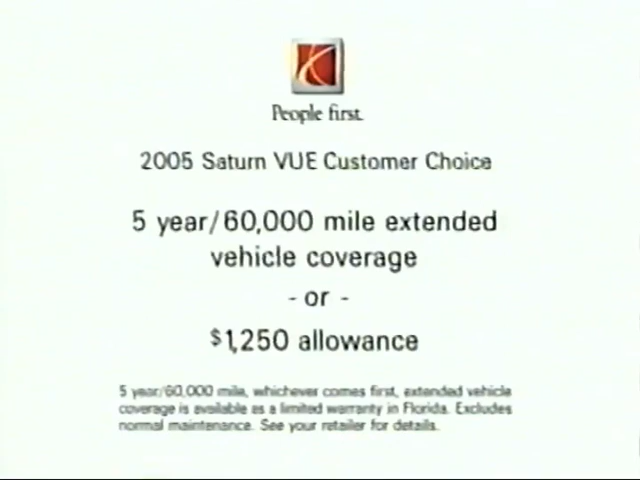 People first.
2005 Saturn VUE Customer Choice
5 year/60,000 mile extended
vehicle coverage
- or -
$1,250 allowance
5 year/60,000 mile, whichever comes first, extended vehicle
coverage is available as a limited warranty in Florida. Excludes
normal maintenance. See your retailer for details.